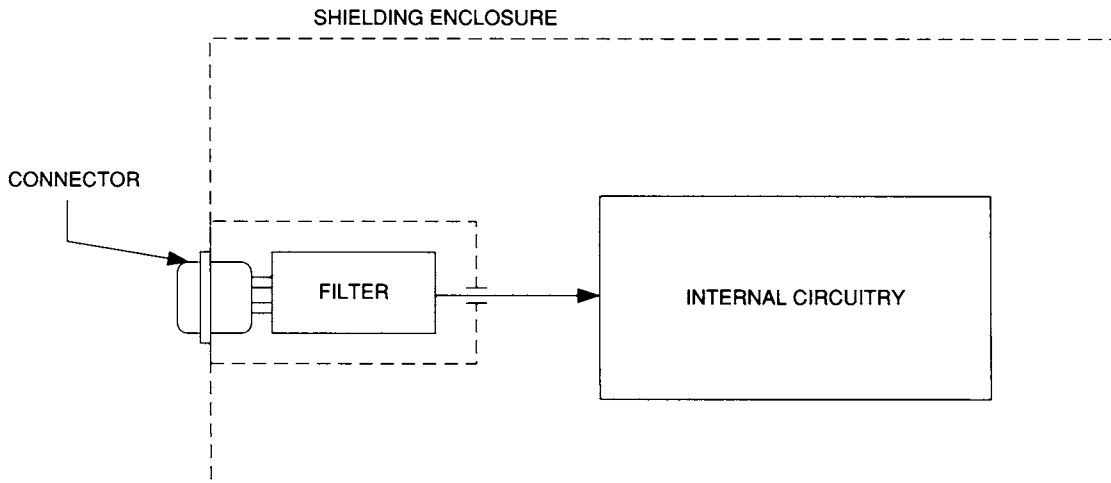 SHIELDING ENCLOSURE
CONNECTOR
FILTER
INTERNAL CIRCUITRY